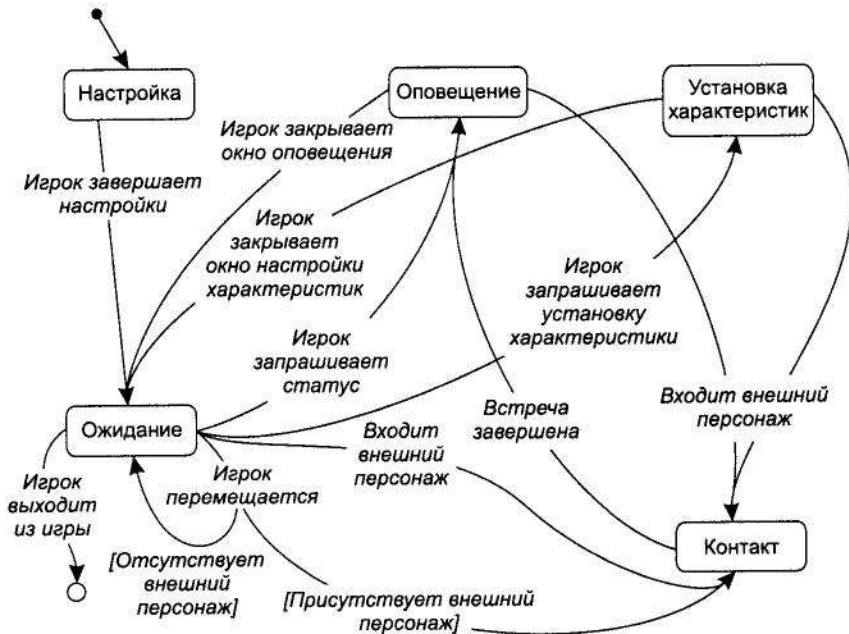 Настройка
Оповещение
Установка
характеристик
Игрок закрывает
окно оповещения
Игрок завершает
настройки
Игрок
закрывает
окно настройки
характеристик
Игрок
запрашивает
установку
характеристики
Игрок
запрашивает
статус
Ожидание
Входит
внешний
персонаж
Встреча
завершена
Входит внешний
персонаж
Игрок
выходит
из игры
Игрок
перемещается
[Отсутствует
внешний
персонаж]
[Присутствует внешний
персонаж]
Контакт